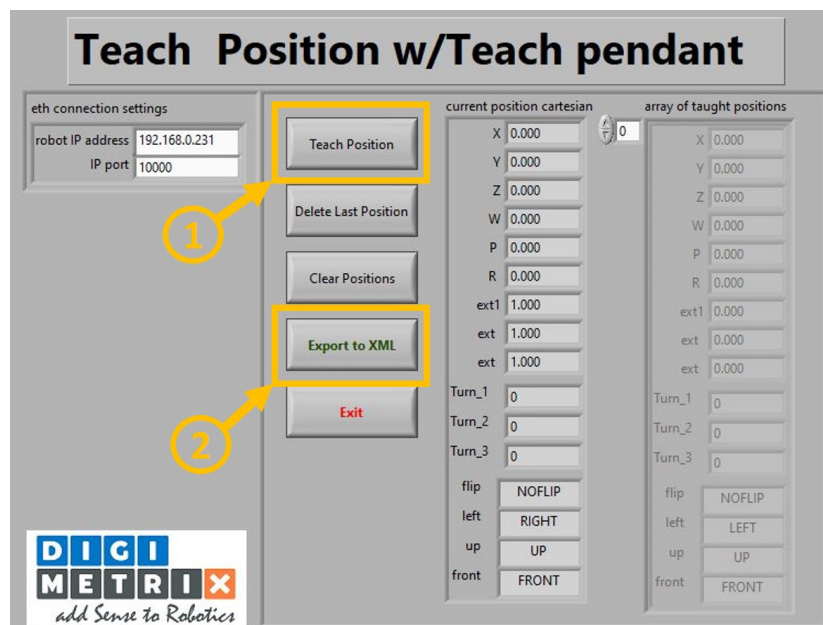 Teach Position w/Teach pendant
eth connection settings
robot IP address 192.168.0.231
IP port 10000
1
2
Teach Position
Delete Last Position
Clear Positions
Export to XML
Exit
current position cartesian
X 0.000
Y 0.000
Z 0.000
W 0.000
P 0.000
R 0.000
ext1 1.000
ext 1.000
ext 1.000
Turn_1 0
Turn_2 0
Turn_3 0
flip NOFLIP
left RIGHT
up UP
front FRONT
0
array of taught positions
X 0.000
Y 0.000
Z 0.000
W 0.000
P 0.000
R 0.000
ext1 0.000
ext 0.000
ext 0.000
Turn_1 0
Turn_2 0
Turn_3 0
flip NOFLIP
left LEFT
up UP
front FRONT
DIGI
METRIX
add Sense to Robotics